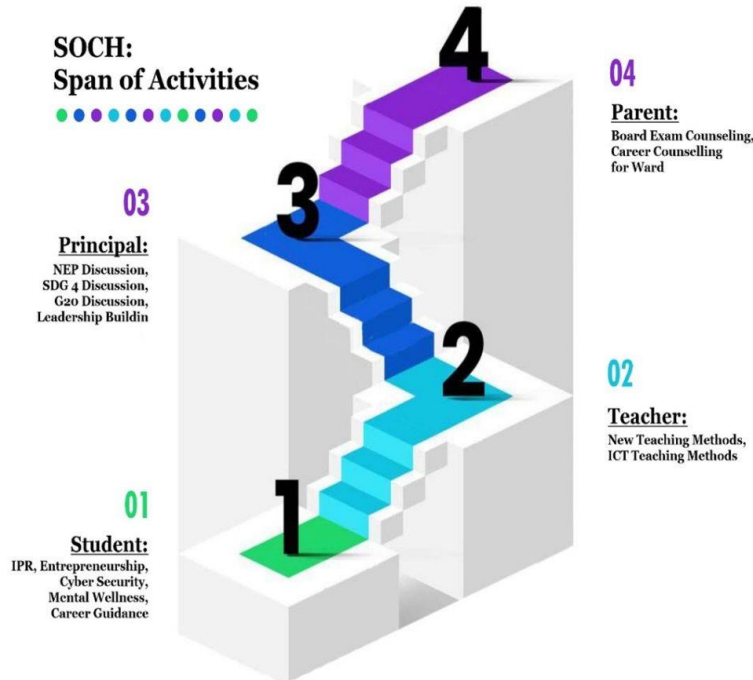 SOCH:
Span of Activities
4
04
Parent:
Board Exam Counseling,
Career Counselling
for Ward
3
03
Principal:
NEP Discussion,
SDG 4 Discussion,
G20 Discussion,
Leadership Buildin
2
02
Teacher:
New Teaching Methods,
ICT Teaching Methods
1
01
Student:
IPR, Entrepreneurship,
Cyber Security,
Mental Wellness,
Career Guidance